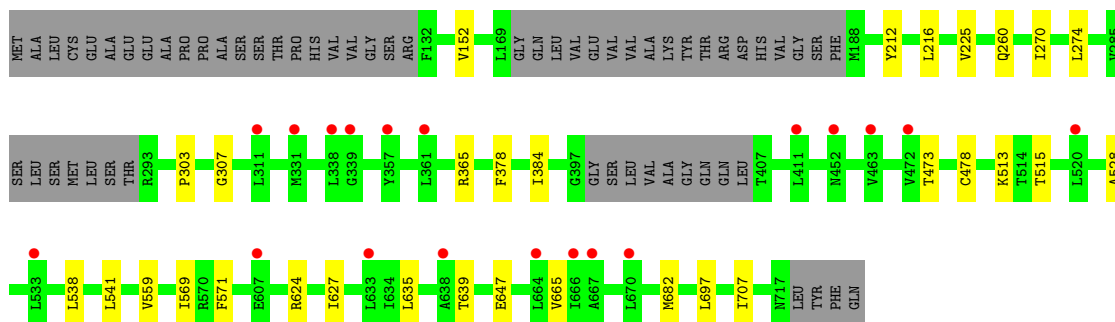 MET ALA LEU CYS GLU ALA GLU GLU ALA PRO PRO ALA SER SER THR PRO HIS VAL VAL GLY SER ARG F132 V152 L169 GLY GLN LEU VAL GLU VAL VAL ALA LYS TYR THR ARG ASP HIS VAL GLY SER PHE M188 Y212 L216 V225 Q260 I270 L274 V285
SER LEU SER MET LEU SER THR R293 P303 G307 L311 M331 L338 G339 Y357 L361 R365 F378 I384 G397 GLY SER LEU VAL ALA GLY GLN GLN LEU T407 L411 N452 V463 V472 T473 C478 K513 T514 T515 L520 A528
L533 L538 L541 V559 I569 R570 F571 E607 R624 I627 L633 I634 L635 A638 T639 E647 L664 V665 I666 A667 L670 M682 L697 I707 N717 LEU TYR PHE GLN